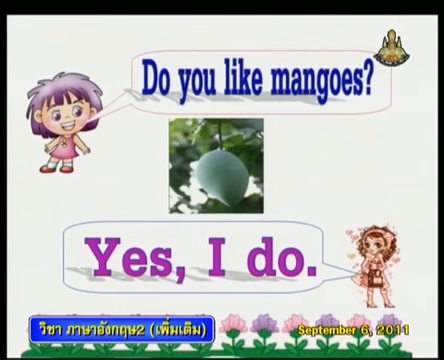 Do you like mangoes?
Yes, I do.
วิชา ภาษาอังกฤษ2 (เพิ่มเติม)
September 6, 2011